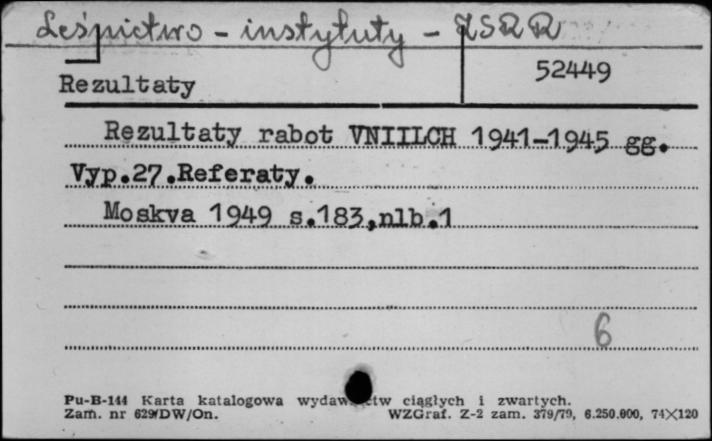 Leśnictwo - instytuty - ZSRR
52449
Rezultaty
Rezultaty rabot VNIILCH 1941-1945 gg.
Vyp.27.Referaty.
Moskva 1949 s.183,nlb.1
6
Pu-B-144 Karta katalogowa wydawnictw ciągłych i zwartych.
Zam. nr 629/DW/On. WZGraf. Z-2 zam. 379/79, 6.250.000, 74X120